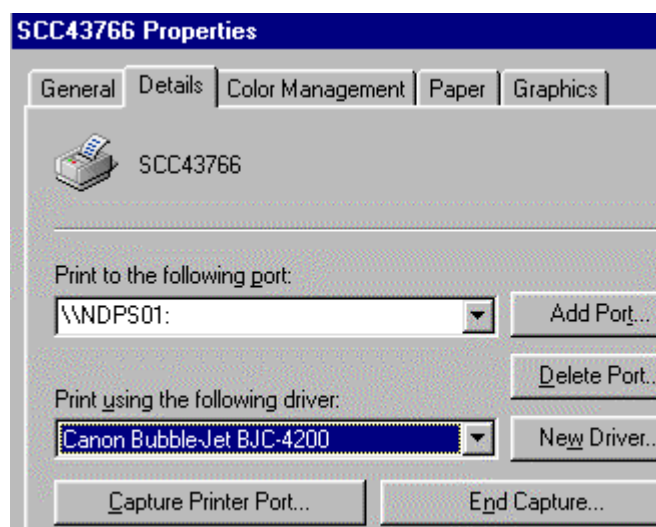 SCC43766 Properties
General Details Color Management Paper Graphics
SCC43766
Print to the following port:
\\NDPS01:
Add Port...
Delete Port..
Print using the following driver:
Canon Bubble-Jet BJC-4200
New Driver..
Capture Printer Port... End Capture...